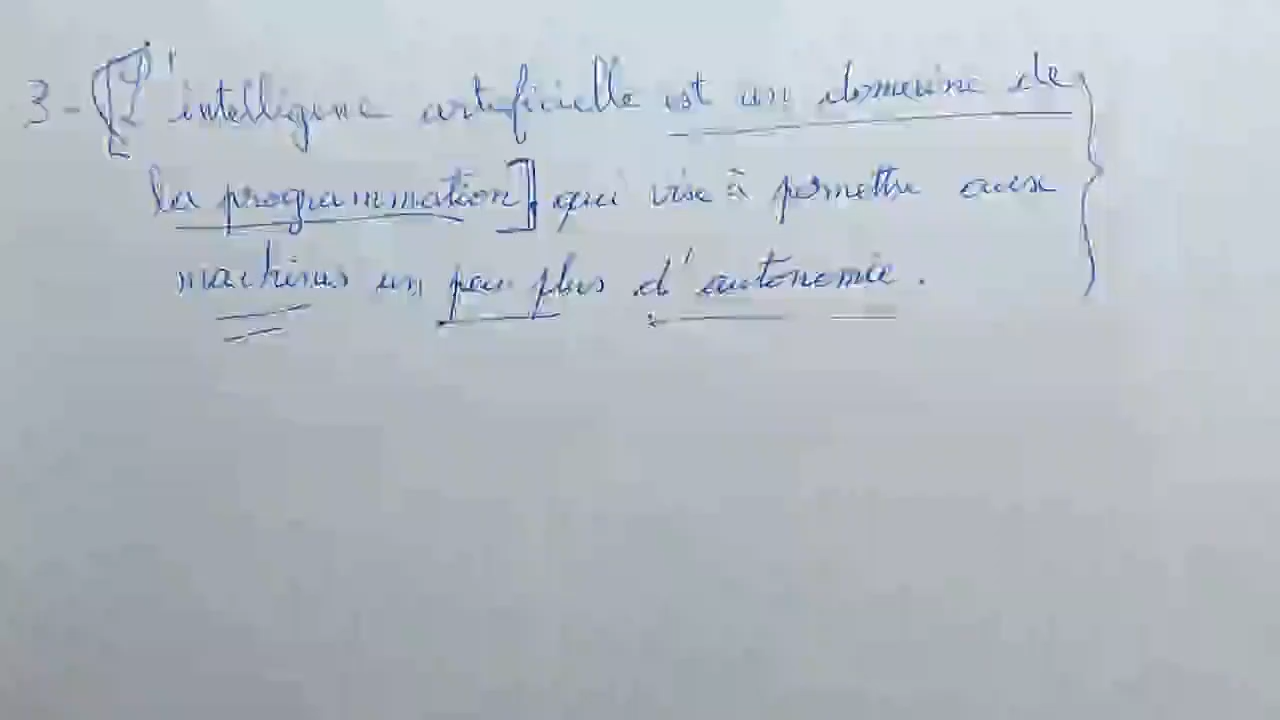 3- [L'intelligence artificielle est un domaine de
la programmation] qui vise à permettre aux
machines un peu plus d'autonomie.